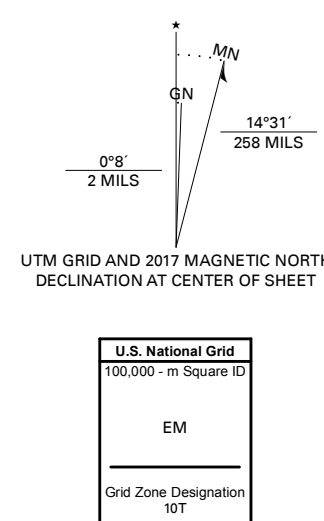 ★
MN
GN
14°31´
258 MILS
0°8´
2 MILS
UTM GRID AND 2017 MAGNETIC NORTH
DECLINATION AT CENTER OF SHEET
U.S. National Grid
100,000 - m Square ID
EM
Grid Zone Designation
10T